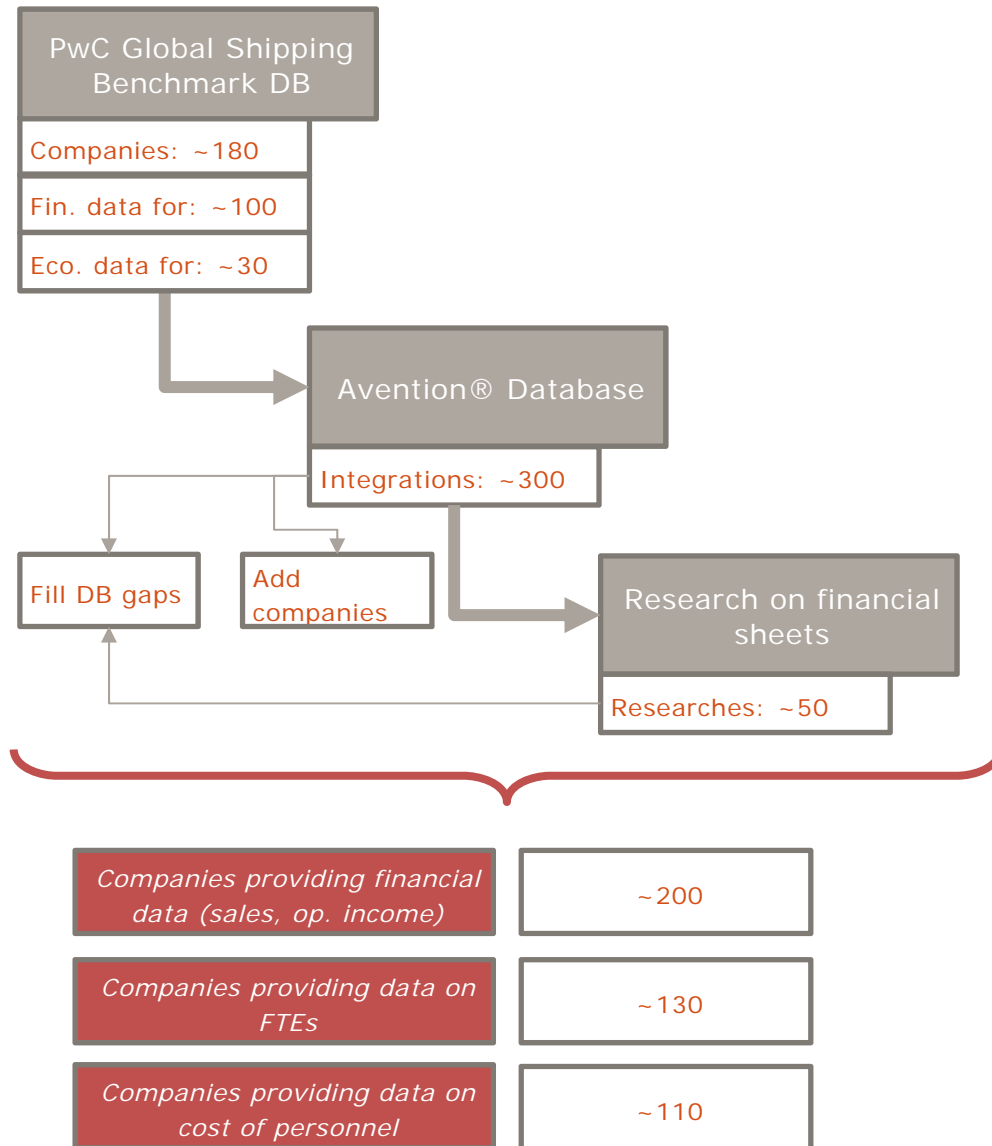 PwC Global Shipping
Benchmark DB
Companies: ~180
Fin. data for: ~100
Eco. data for: ~30
Avention® Database
Integrations: ~300
Fill DB gaps
Add
companies
Research on financial
sheets
Researches: ~50
Companies providing financial
data (sales, op. income)
~200
Companies providing data on
FTEs
~130
Companies providing data on
cost of personnel
~110